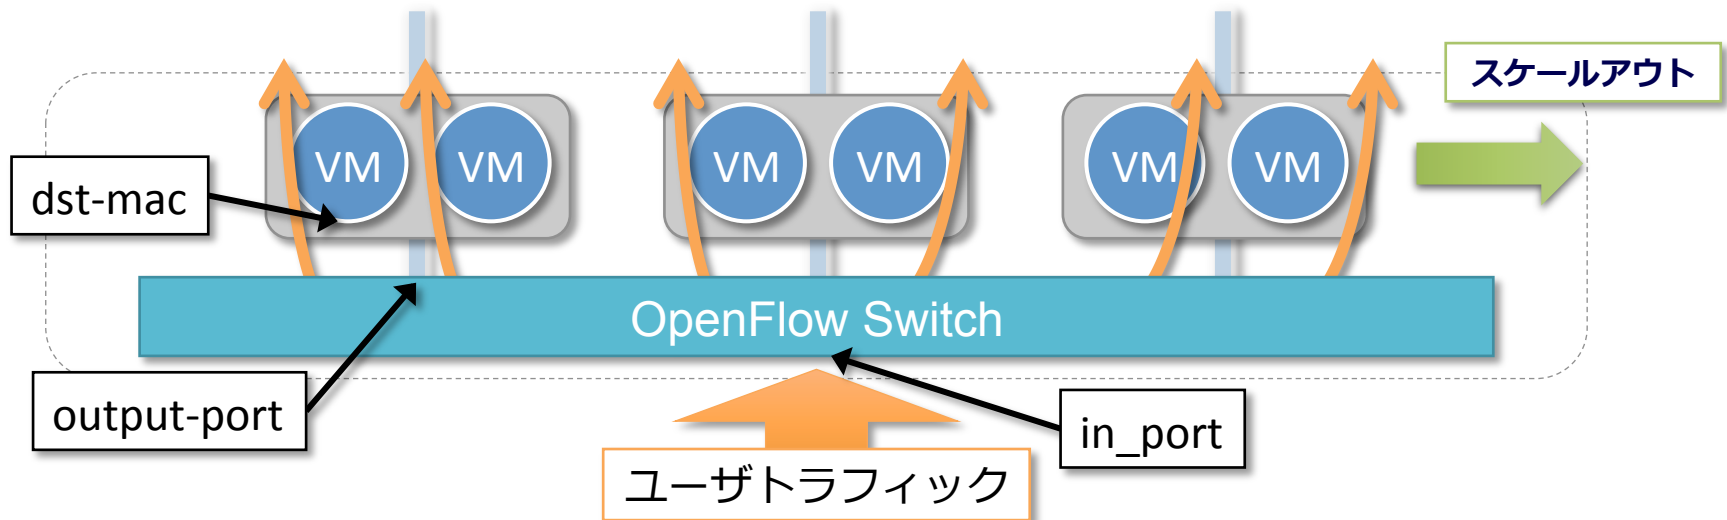 スケールアウト
VM
VM
VM
VM
VM
VM
dst-mac
OpenFlow Switch
output-port
in_port
ユーザトラフィック